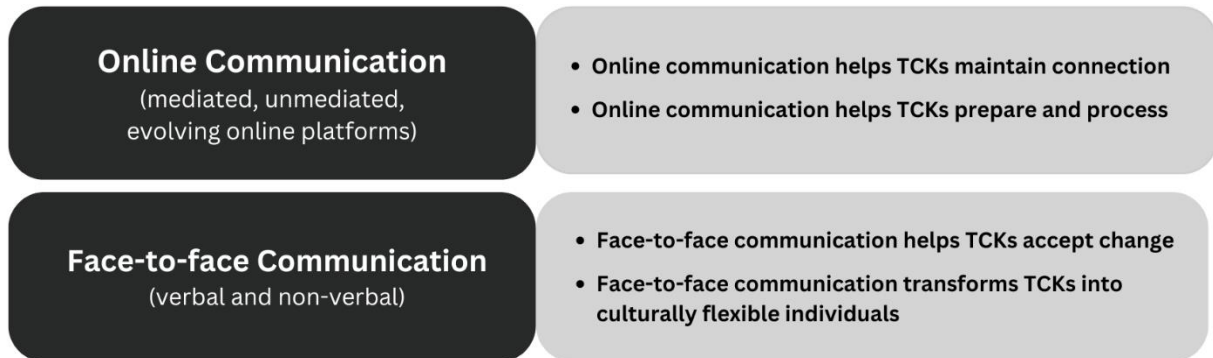 Online Communication
(mediated, unmediated,
evolving online platforms)
• Online communication helps TCKs maintain connection
• Online communication helps TCKs prepare and process
Face-to-face Communication
(verbal and non-verbal)
• Face-to-face communication helps TCKs accept change
• Face-to-face communication transforms TCKs into
culturally flexible individuals